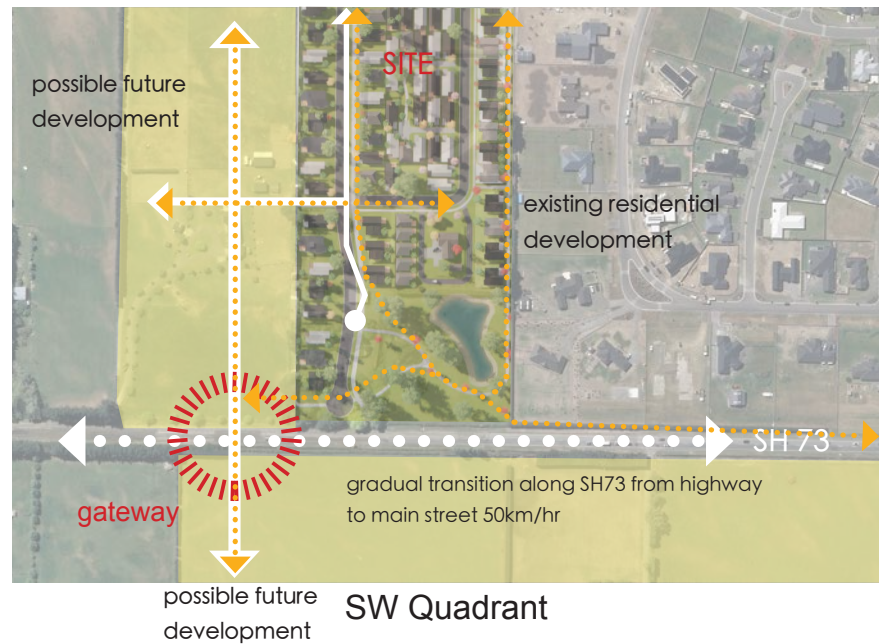 SITE
possible future
development
existing residential
development
SH 73
gradual transition along SH73 from highway
to main street 50km/hr
gateway
possible future
development
SW Quadrant